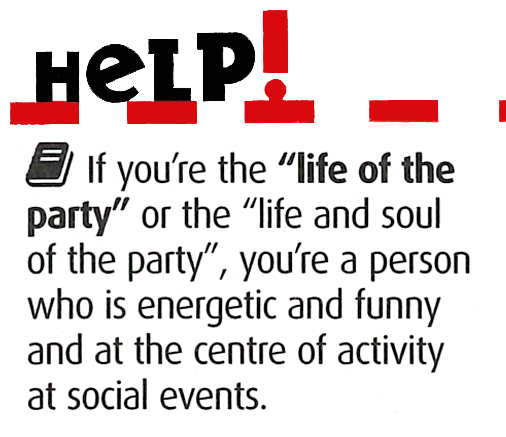 HeLP!
If you're the “life of the
party” or the “life and soul
of the party”, you're a person
who is energetic and funny
and at the centre of activity
at social events.